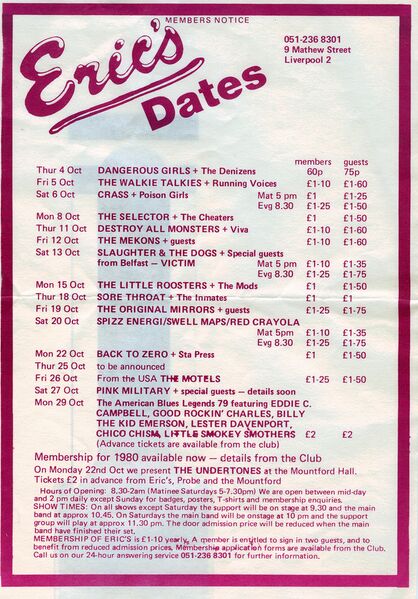 MEMBERS NOTICE
Eric's
Dates
051-236 8301
9 Mathew Street
Liverpool 2
members guests
Thur 4 Oct DANGEROUS GIRLS + The Denizens 60p 75p
Fri 5 Oct THE WALKIE TALKIES + Running Voices £1-10 £1-60
Sat 6 Oct CRASS + Poison Girls Mat 5 pm £1 £1-25
Evg 8.30 £1-25 £1-50
Mon 8 Oct THE SELECTOR + The Cheaters £1 £1-50
Thur 11 Oct DESTROY ALL MONSTERS + Viva £1-10 £1-60
Fri 12 Oct THE MEKONS + guests £1-10 £1-60
Sat 13 Oct SLAUGHTER & THE DOGS + Special guests
from Belfast — VICTIM Mat 5 pm £1-10 £1-35
Evg 8.30 £1-25 £1-75
Mon 15 Oct THE LITTLE ROOSTERS + The Mods £1 £1-50
Thur 18 Oct SORE THROAT + The Inmates £1 £1
Fri 19 Oct THE ORIGINAL MIRRORS + guests £1-25 £1-75
Sat 20 Oct SPIZZ ENERGI/SWELL MAPS/RED CRAYOLA
Mat 5pm £1-10 £1-35
Evg 8.30 £1-25 £1-75
Mon 22 Oct BACK TO ZERO + Sta Press £1 £1-50
Thur 25 Oct to be announced
Fri 26 Oct From the USA THE MOTELS £1-25 £1-50
Sat 27 Oct PINK MILITARY + special guests — details soon
Mon 29 Oct The American Blues Legends 79 featuring EDDIE C.
CAMPBELL, GOOD ROCKIN' CHARLES, BILLY
THE KID EMERSON, LESTER DAVENPORT,
CHICO CHISM, LITTLE SMOKEY SMOTHERS £2 £2
(Advance tickets are available from the club)
Membership for 1980 available now — details from the Club
On Monday 22nd Oct we present THE UNDERTONES at the Mountford Hall.
Tickets £2 in advance from Eric's, Probe and the Mountford
Hours of Opening: 8,30-2am (Matinee Saturdays 5-7.30pm) We are open between mid-day
and 2 pm daily except Sunday for badges, posters, T-shirts and membership enquiries.
SHOW TIMES: On all shows except Saturday the support will be on stage at 9.30 and the main
band at approx 10.45. On Saturdays the main band will be onstage at 10 pm and the support
group will play at approx 11.30 pm. The door admission price will be reduced when the main
band have finished their set.
MEMBERSHIP OF ERIC'S is £1-10 yearly. A member is entitled to sign in two guests, and to
benefit from reduced admission prices. Membership application forms are available from the Club.
Call us on our 24-hour answering service 051-236 8301 for further information.